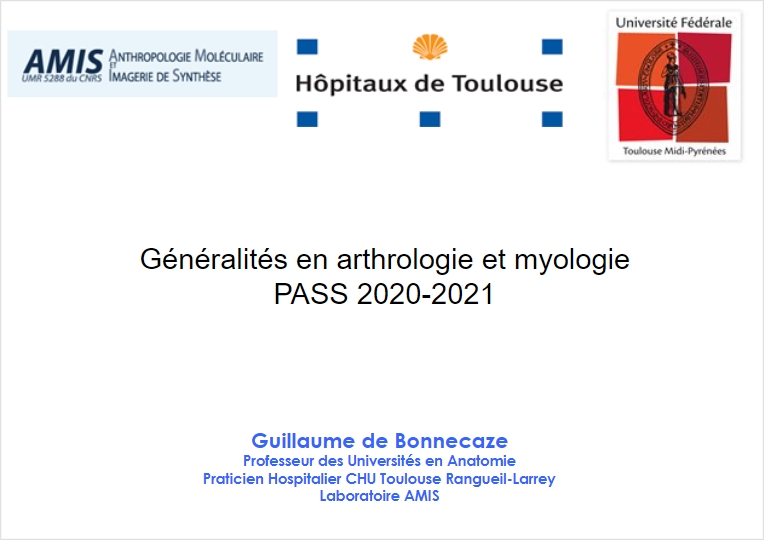 AMIS ANTHROPOLOGIE MOLÉCULAIRE
ET
UMR 5288 du CNRS IMAGERIE DE SYNTHÈSE
Hôpitaux de Toulouse
Université Fédérale
Toulouse Midi-Pyrénées
Généralités en arthrologie et myologie
PASS 2020-2021
Guillaume de Bonnecaze
Professeur des Universités en Anatomie
Praticien Hospitalier CHU Toulouse Rangueil-Larrey
Laboratoire AMIS